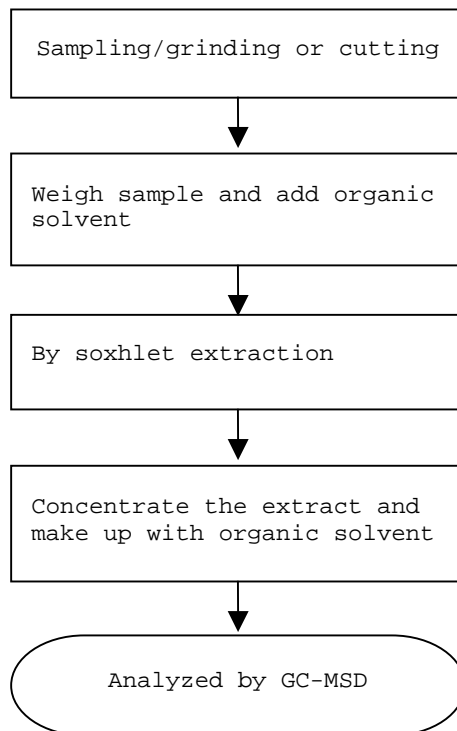 Sampling/grinding or cutting
Weigh sample and add organic
solvent
By soxhlet extraction
Concentrate the extract and
make up with organic solvent
Analyzed by GC-MSD